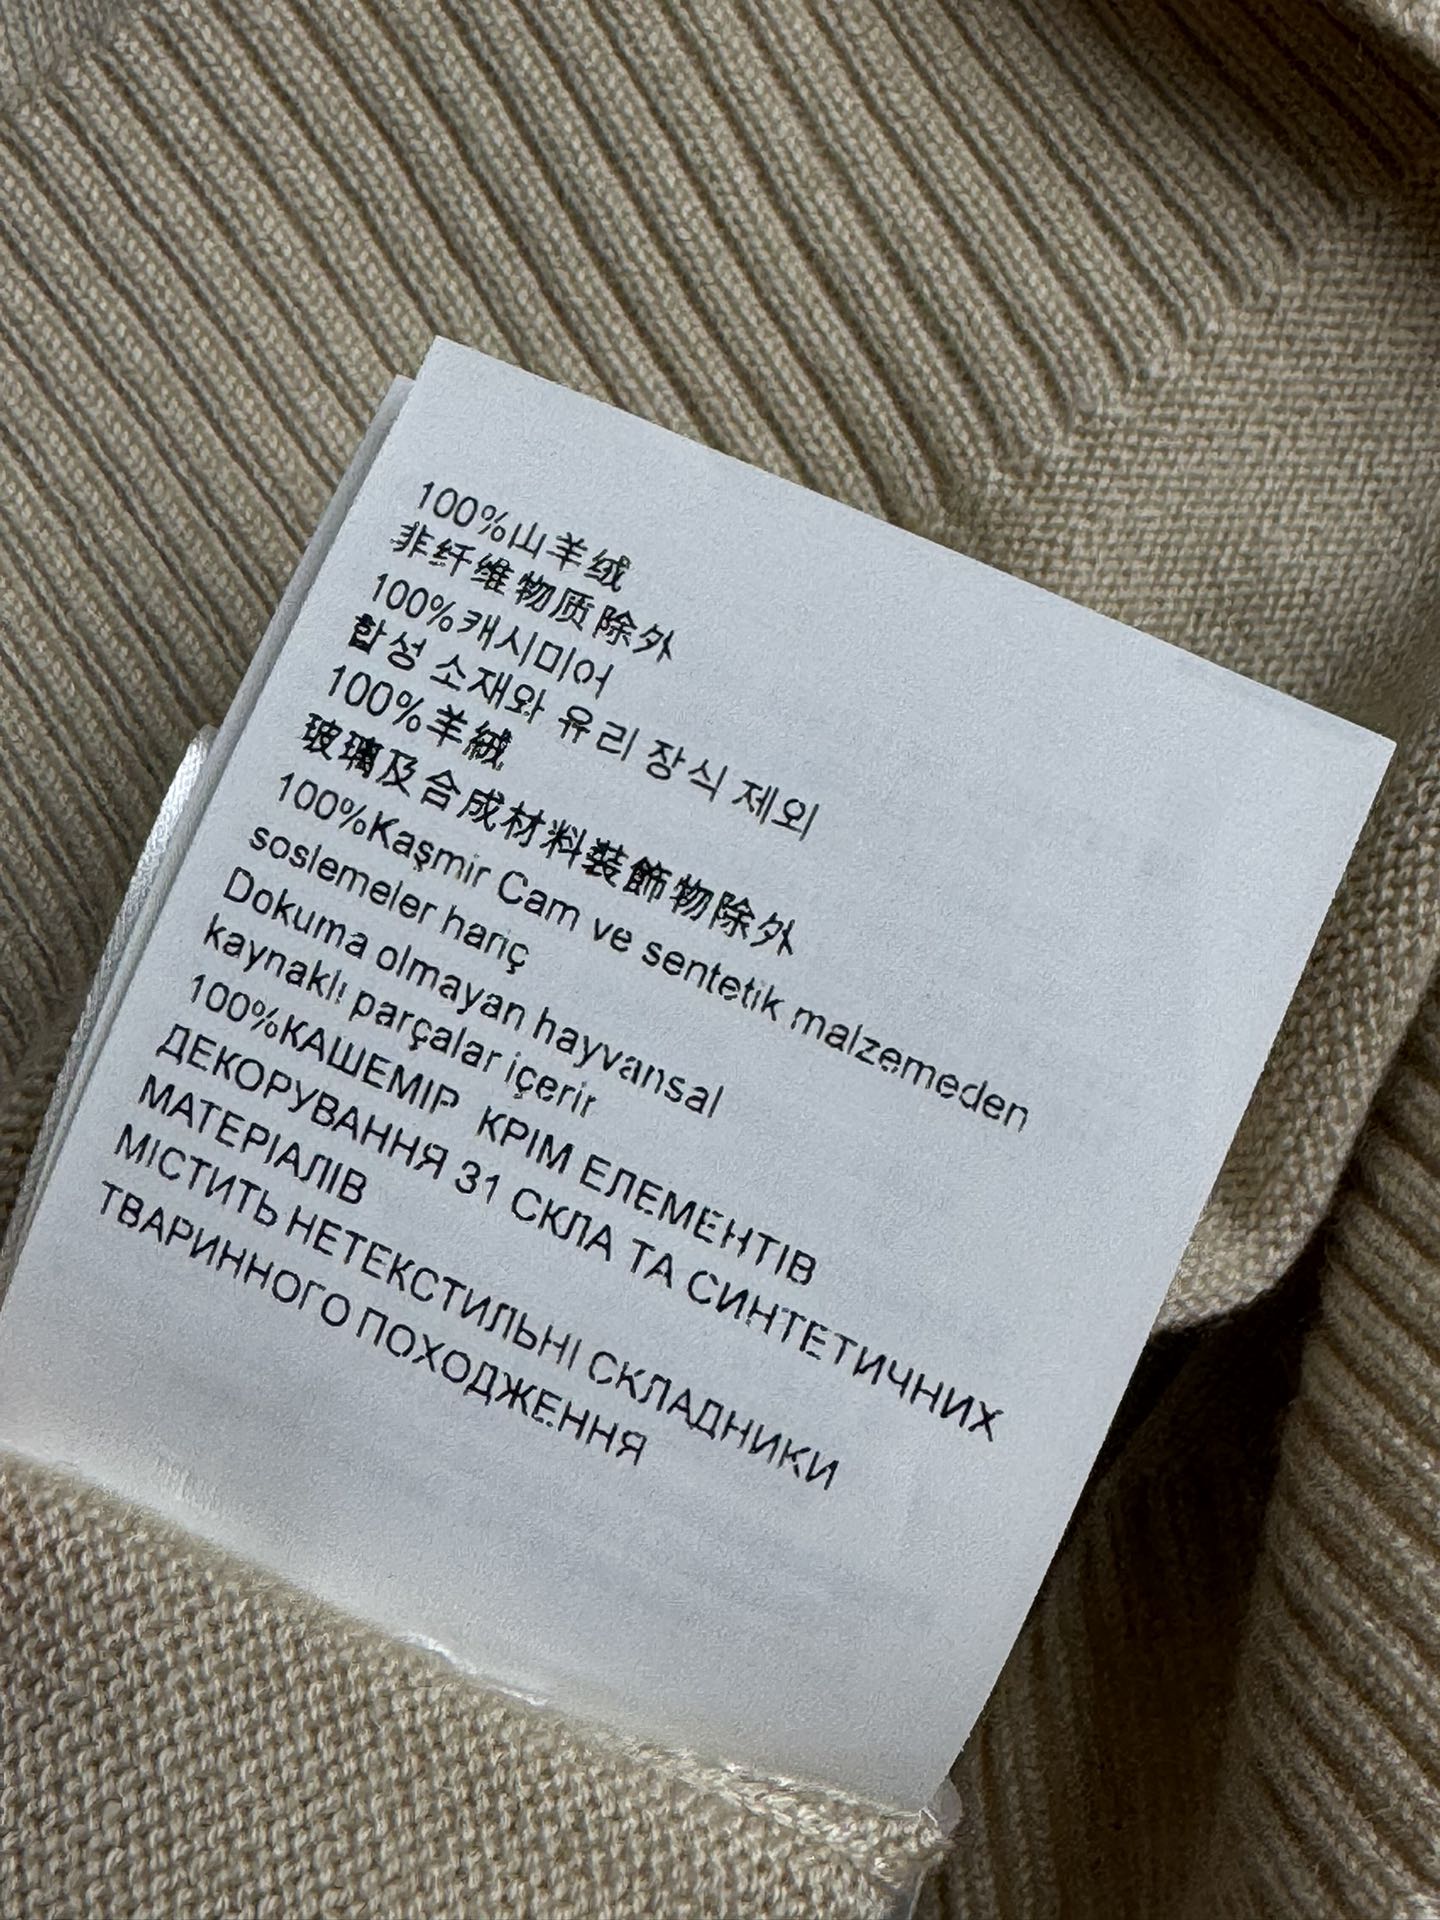 100%山羊绒
非纤维物质除外
100%캐시미어
합성 소재와 유리 장식 제외
100%羊絨
玻璃及合成材料裝飾物除外
100%Kaşmir Cam ve sentetik malzemeden
soslemeler hariç
Dokuma olmayan hayvansal
kaynaklı parçalar içerir
100%КАШЕМІР КРІМ ЕЛЕМЕНТІВ
ДЕКОРУВАННЯ 31 СКЛА ТА СИНТЕТИЧНИХ
МАТЕРІАЛІВ
МІСТИТЬ НЕТЕКСТИЛЬНІ СКЛАДНИКИ
ТВАРИННОГО ПОХОДЖЕННЯ